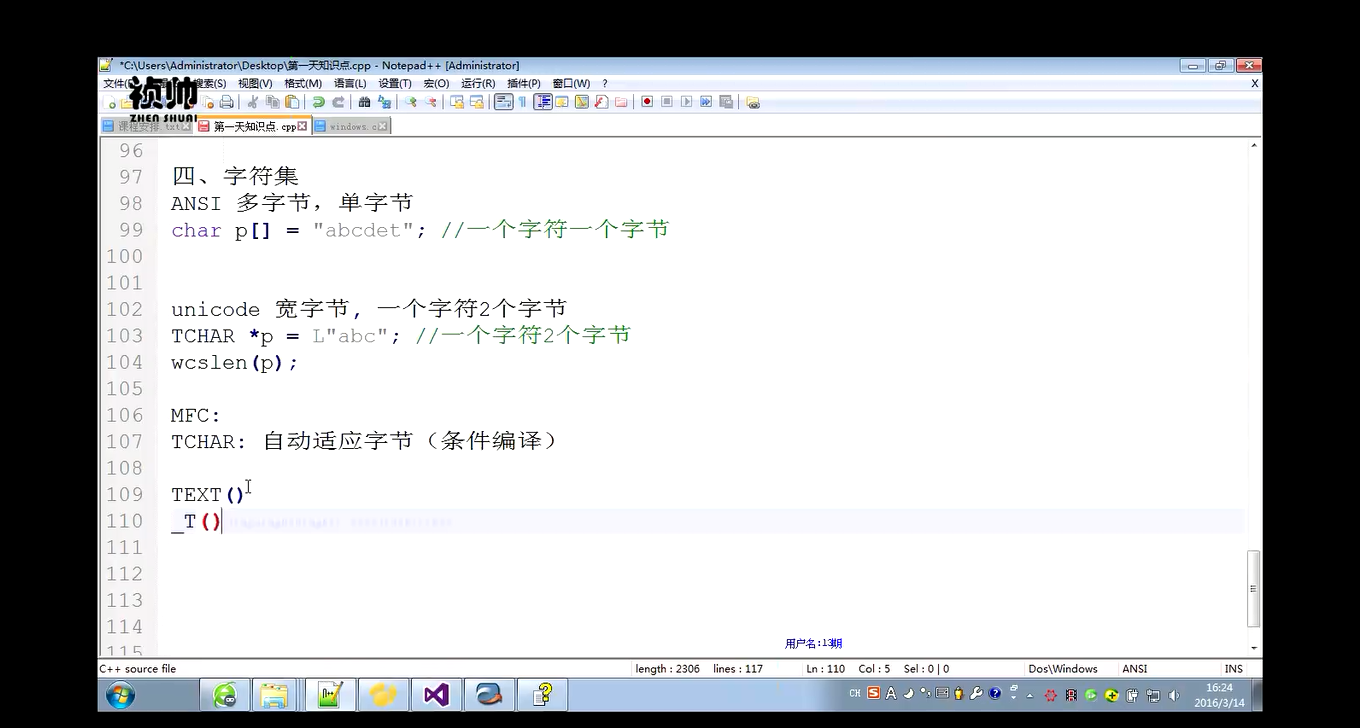 *C:\Users\Administrator\Desktop\第一天知识点.cpp - Notepad++ [Administrator]
搜索(S) 视图(V) 格式(M) 语言(L) 设置(T) 宏(O) 运行(R) 插件(P) 窗口(W) ? X
祯帅
ZHEN SHUAI
课程安排.txt 第一天知识点.cpp windows.c
96
97 四、字符集
98 ANSI 多字节，单字节
99 char p[] = "abcdet"; //一个字符一个字节
100
101
102 unicode 宽字节, 一个字符2个字节
103 TCHAR *p = L"abc"; //一个字符2个字节
104 wcslen(p);
105
106 MFC:
107 TCHAR: 自动适应字节（条件编译）
108
109 TEXT()
110 _T()
111
112
113
114
115
用户名:13期
C++ source file length : 2306 lines : 117 Ln : 110 Col : 5 Sel : 0 | 0 Dos\Windows ANSI INS
CH 16:24
2016/3/14